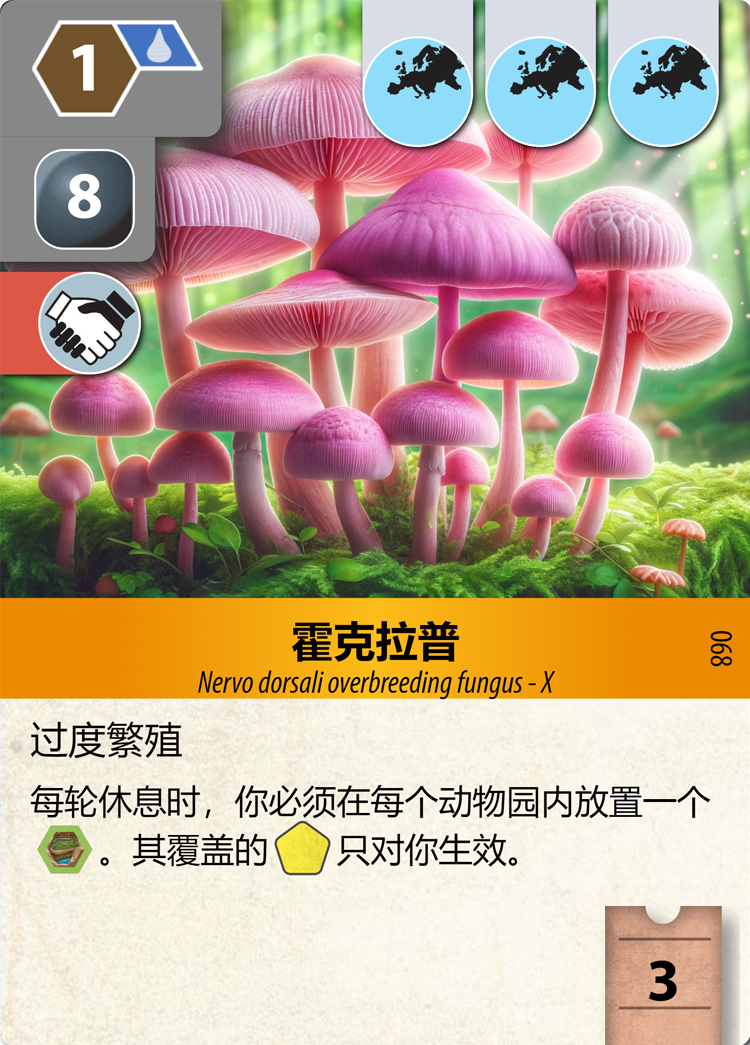 1
8
霍克拉普
Nervo dorsali overbreeding fungus - X
068
过度繁殖
每轮休息时，你必须在每个动物园内放置一个
。其覆盖的 只对你生效。
3